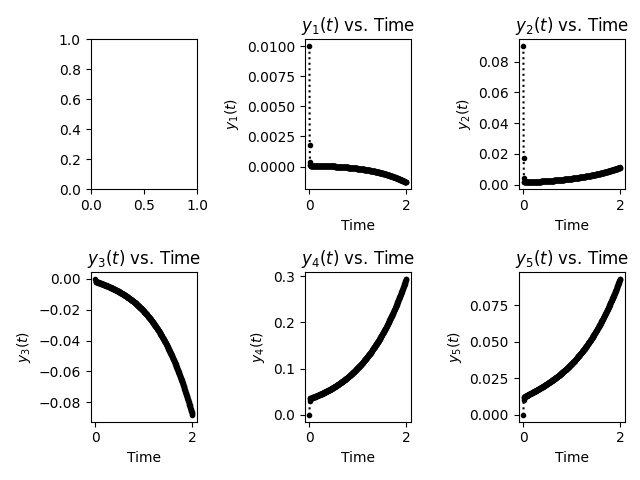 y₁(t) vs. Time
y₂(t) vs. Time
1.0
0.8
0.6
0.4
0.2
0.0
0.0 0.5 1.0
y₁(t)
0.0100
0.0075
0.0050
0.0025
0.0000
0 2
Time
y₂(t)
0.08
0.06
0.04
0.02
0.00
0 2
Time
y₃(t) vs. Time
y₄(t) vs. Time
y₅(t) vs. Time
y₃(t)
0.00
−0.02
−0.04
−0.06
−0.08
0 2
Time
y₄(t)
0.3
0.2
0.1
0.0
0 2
Time
y₅(t)
0.075
0.050
0.025
0.000
0 2
Time